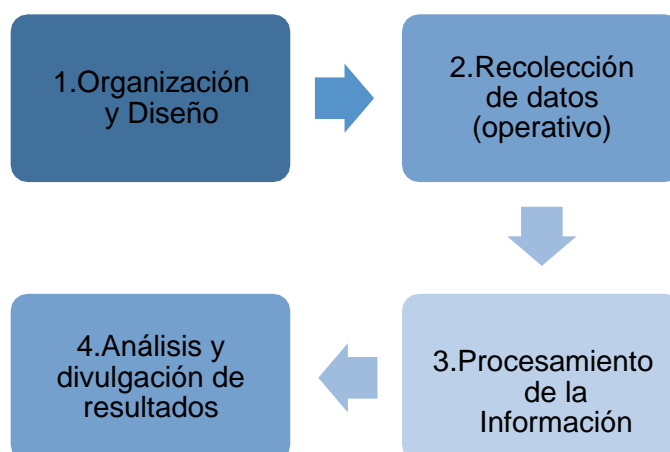 1.Organización
y Diseño
2.Recolección
de datos
(operativo)
3.Procesamiento
de la
Información
4.Análisis y
divulgación de
resultados